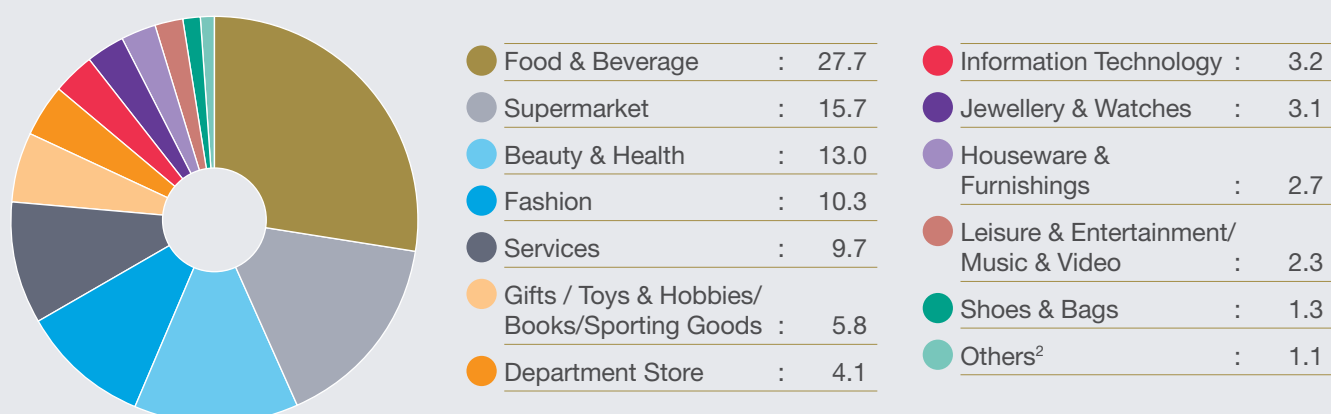 Food & Beverage : 27.7
Supermarket : 15.7
Beauty & Health : 13.0
Fashion : 10.3
Services : 9.7
Gifts / Toys & Hobbies/
Books/Sporting Goods : 5.8
Department Store : 4.1
Information Technology : 3.2
Jewellery & Watches : 3.1
Houseware &
Furnishings : 2.7
Leisure & Entertainment/
Music & Video : 2.3
Shoes & Bags : 1.3
Others² : 1.1